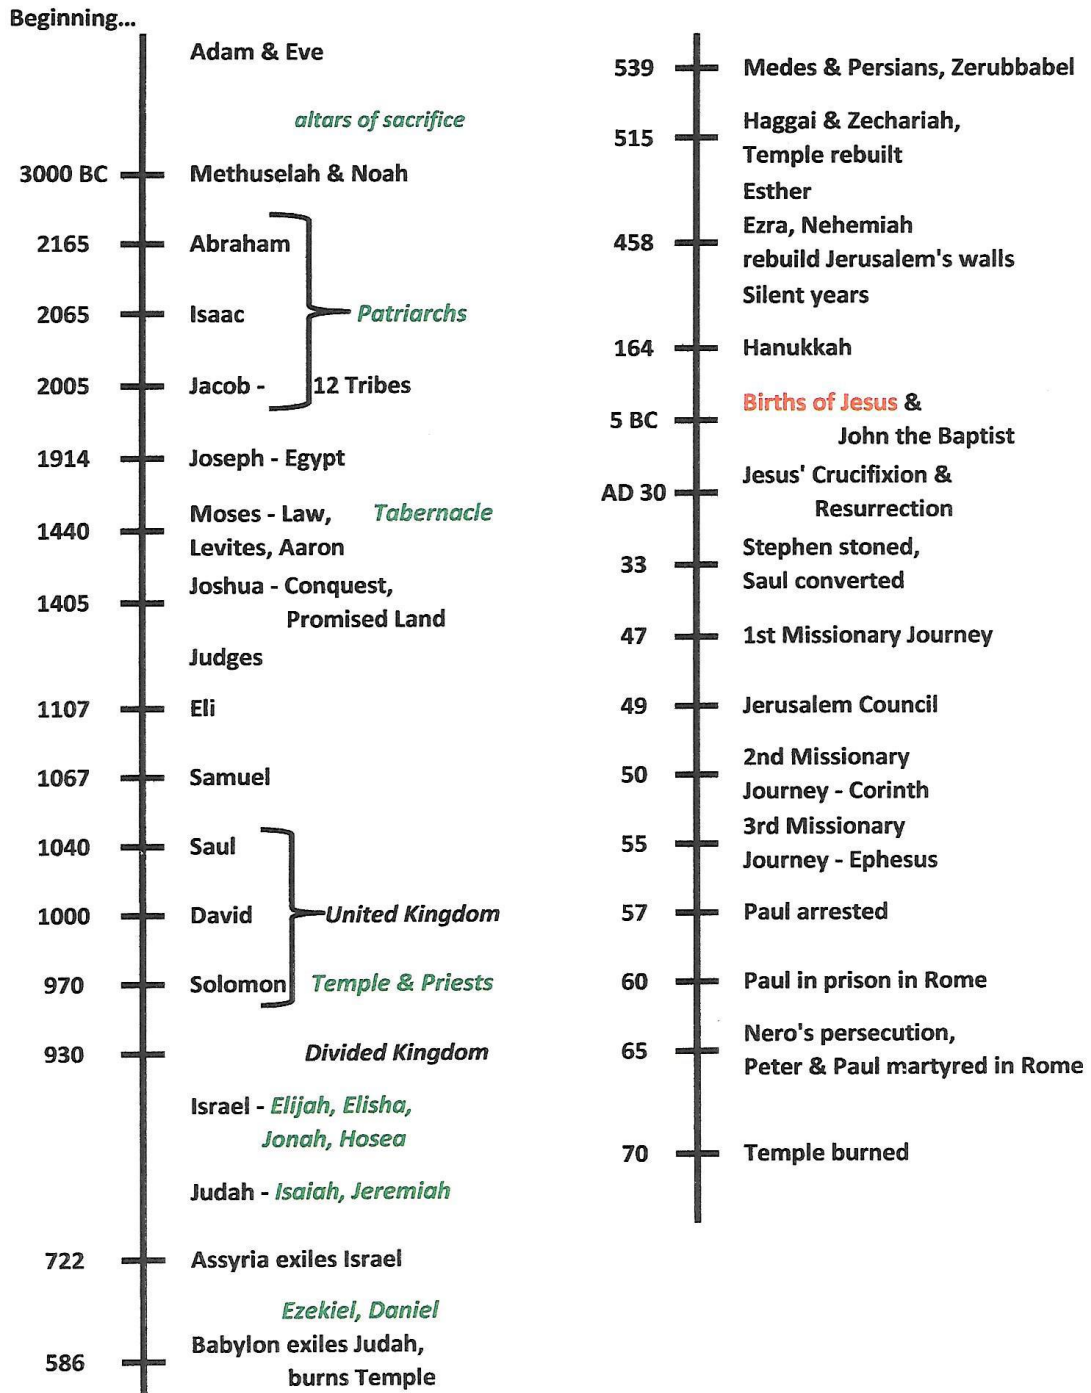 Beginning...
Adam & Eve
altars of sacrifice
3000 BC Methuselah & Noah
2165 Abraham
2065 Isaac Patriarchs
2005 Jacob - 12 Tribes
1914 Joseph - Egypt
Moses - Law, Tabernacle
1440
Levites, Aaron
Joshua - Conquest,
1405
Promised Land
Judges
1107 Eli
1067 Samuel
1040 Saul
1000 David United Kingdom
970 Solomon Temple & Priests
930 Divided Kingdom
Israel - Elijah, Elisha,
Jonah, Hosea
Judah - Isaiah, Jeremiah
722 Assyria exiles Israel
Ezekiel, Daniel
Babylon exiles Judah,
586
burns Temple
539 Medes & Persians, Zerubbabel
Haggai & Zechariah,
515
Temple rebuilt
Esther
Ezra, Nehemiah
458
rebuild Jerusalem's walls
Silent years
164 Hanukkah
Births of Jesus &
5 BC
John the Baptist
Jesus' Crucifixion &
AD 30
Resurrection
Stephen stoned,
33
Saul converted
47 1st Missionary Journey
49 Jerusalem Council
2nd Missionary
50
Journey - Corinth
3rd Missionary
55
Journey - Ephesus
57 Paul arrested
60 Paul in prison in Rome
Nero's persecution,
65
Peter & Paul martyred in Rome
70 Temple burned